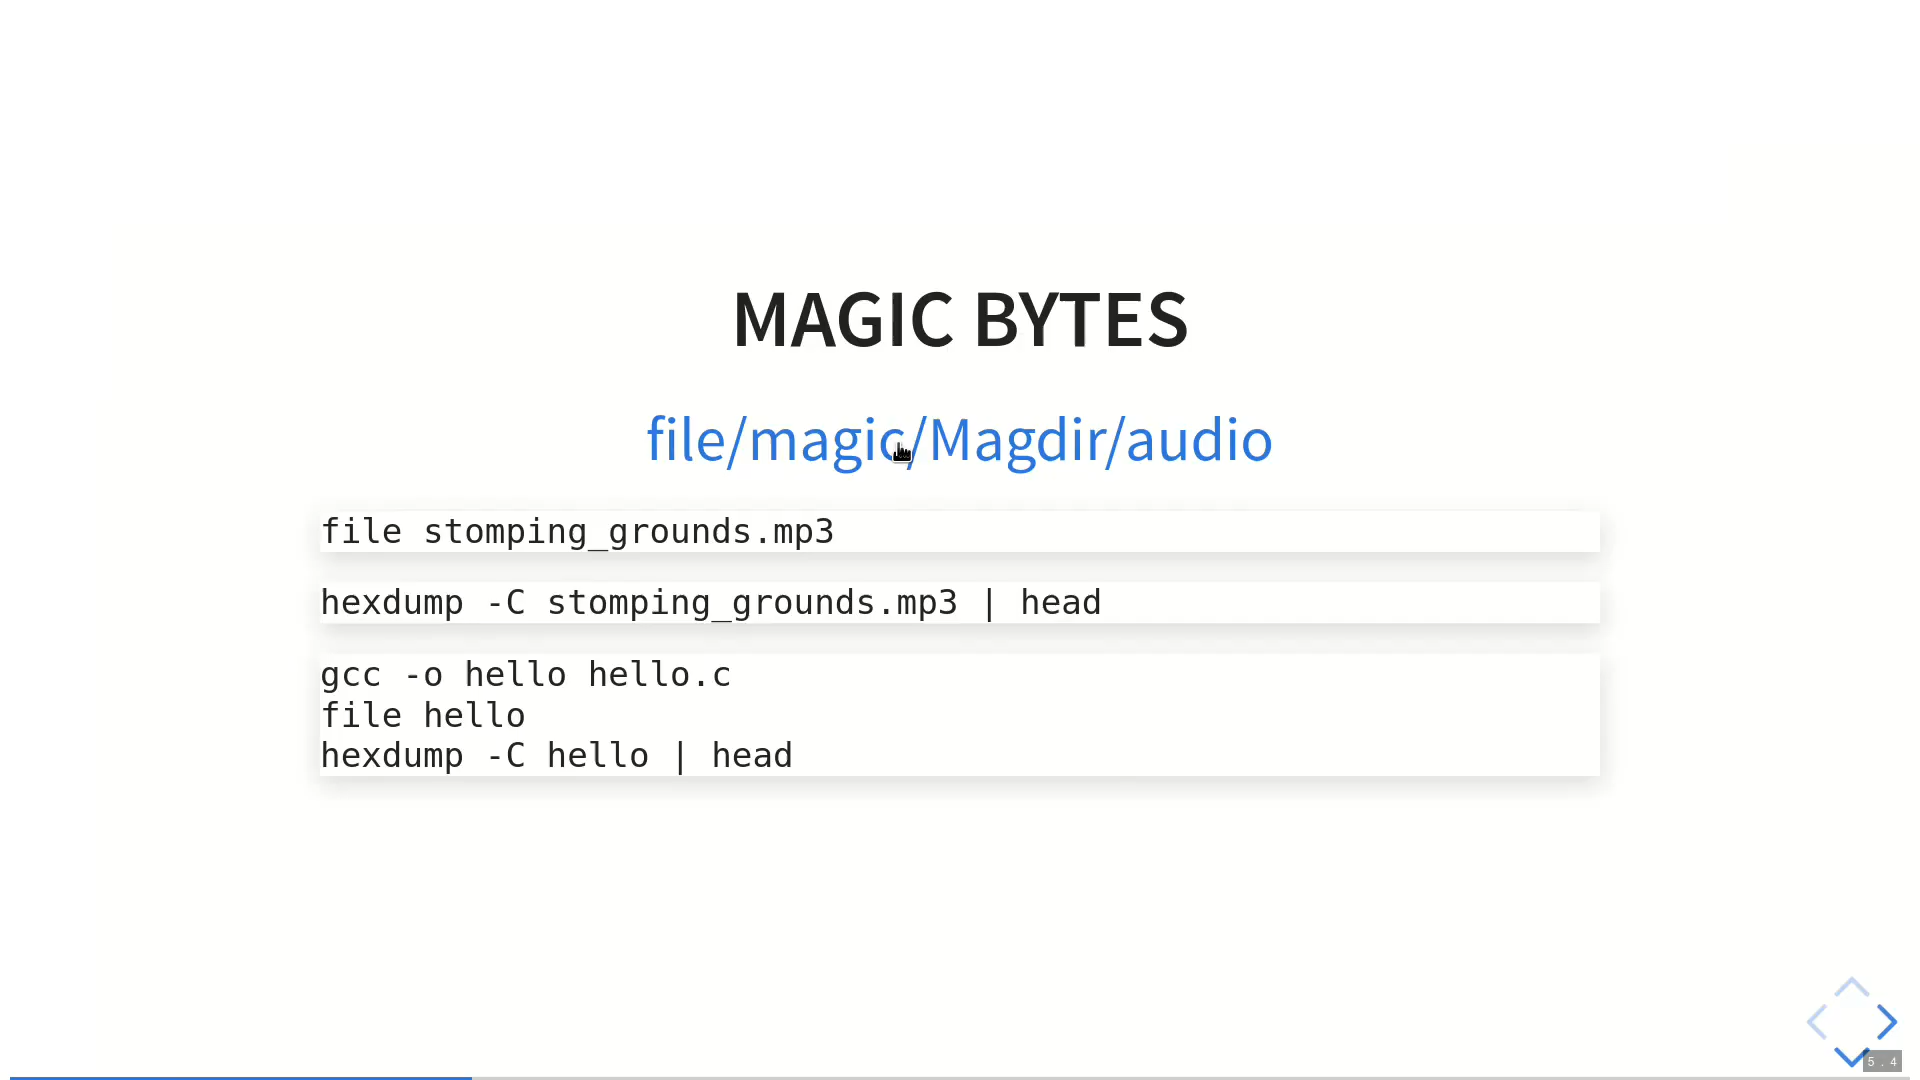 MAGIC BYTES
file/magic/Magdir/audio
file stomping_grounds.mp3
hexdump -C stomping_grounds.mp3 | head
gcc -o hello hello.c
file hello
hexdump -C hello | head
5 . 4